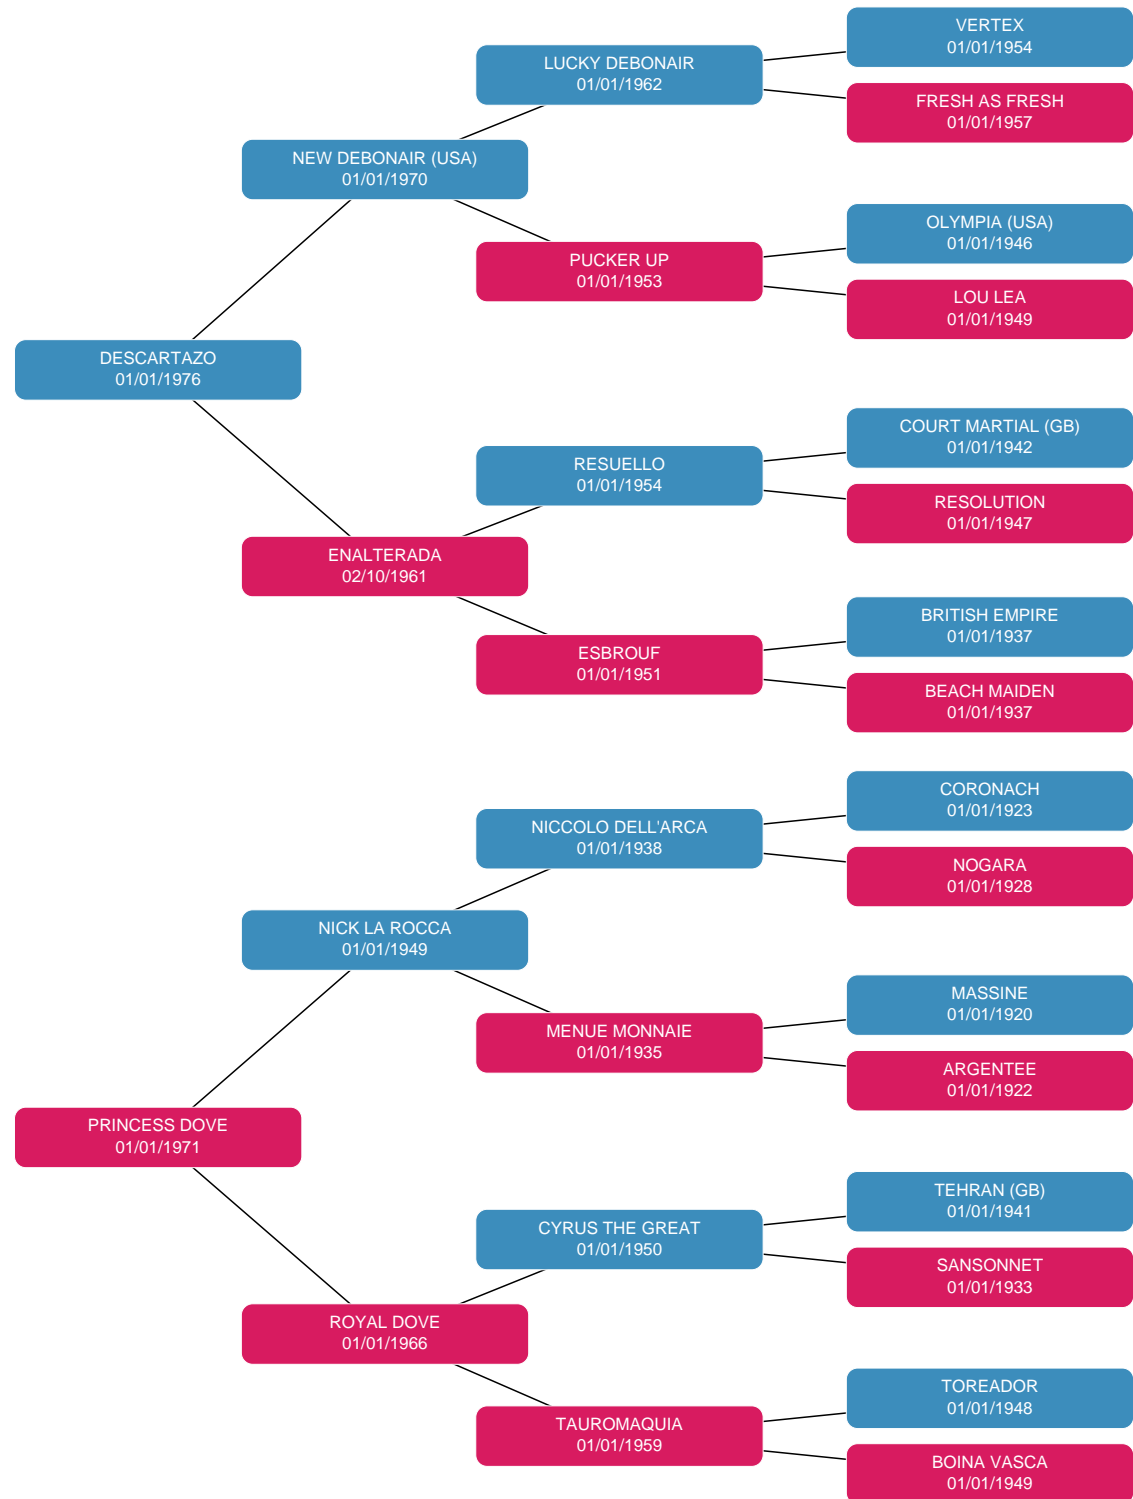 VERTEX
01/01/1954
LUCKY DEBONAIR
01/01/1962
FRESH AS FRESH
01/01/1957
NEW DEBONAIR (USA)
01/01/1970
OLYMPIA (USA)
01/01/1946
PUCKER UP
01/01/1953
LOU LEA
01/01/1949
DESCARTAZO
01/01/1976
COURT MARTIAL (GB)
01/01/1942
RESUELLO
01/01/1954
RESOLUTION
01/01/1947
ENALTERADA
02/10/1961
BRITISH EMPIRE
01/01/1937
ESBROUF
01/01/1951
BEACH MAIDEN
01/01/1937
CORONACH
01/01/1923
NICCOLO DELL'ARCA
01/01/1938
NOGARA
01/01/1928
NICK LA ROCCA
01/01/1949
MASSINE
01/01/1920
MENUE MONNAIE
01/01/1935
ARGENTEE
01/01/1922
PRINCESS DOVE
01/01/1971
TEHRAN (GB)
01/01/1941
CYRUS THE GREAT
01/01/1950
SANSONNET
01/01/1933
ROYAL DOVE
01/01/1966
TOREADOR
01/01/1948
TAUROMAQUIA
01/01/1959
BOINA VASCA
01/01/1949